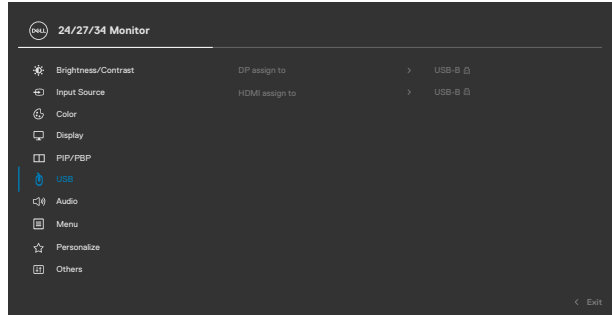 DELL 24/27/34 Monitor
Brightness/Contrast DP assign to > USB-B
Input Source HDMI assign to > USB-B
Color
Display
PIP/PBP
USB
Audio
Menu
Personalize
Others
< Exit